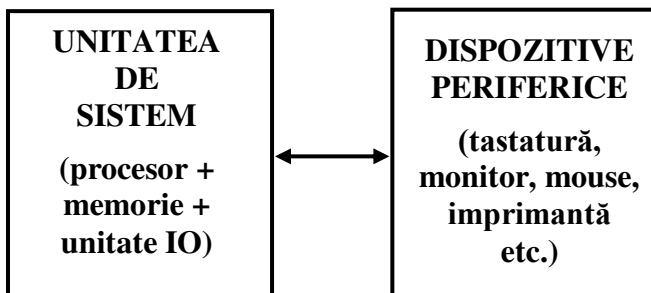 UNITATEA
DE
SISTEM
(procesor +
memorie +
unitate IO)
DISPOZITIVE
PERIFERICE
(tastatură,
monitor, mouse,
imprimantă
etc.)